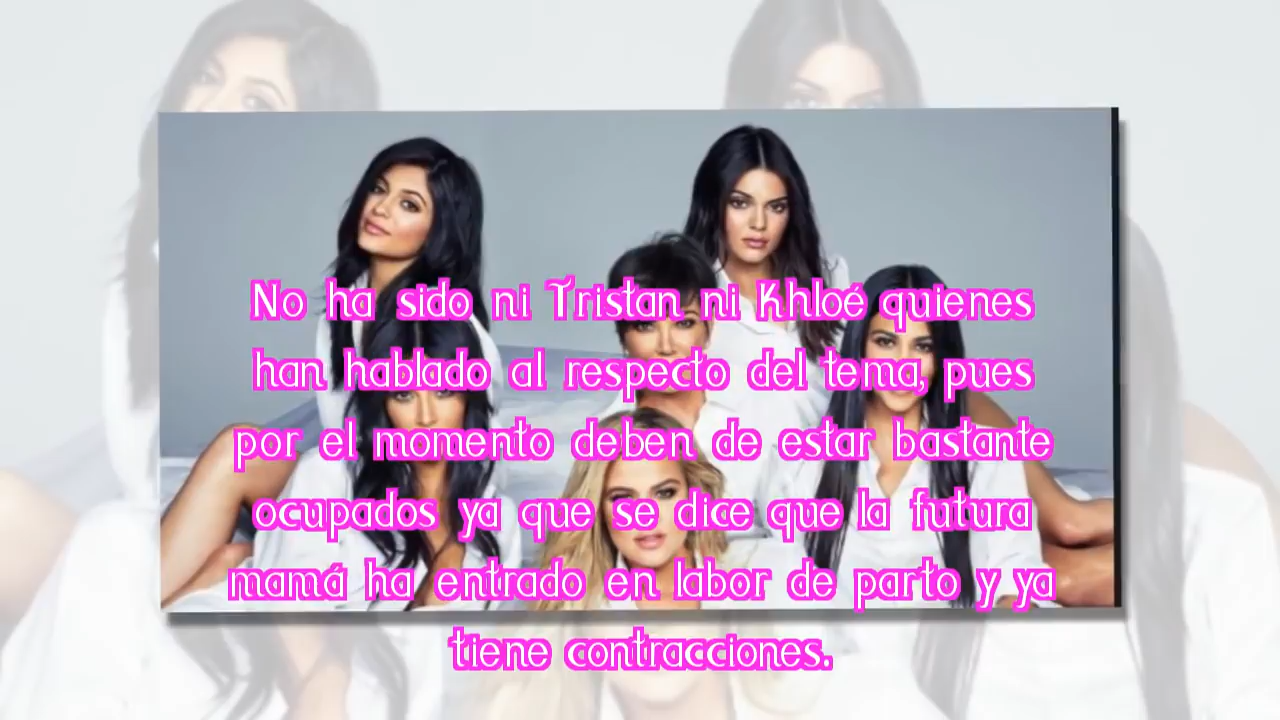 No ha sido ni Tristan ni Khloé quienes
han hablado al respecto del tema, pues
por el momento deben de estar bastante
ocupados ya que se dice que la futura
mamá ha entrado en labor de parto y ya
tiene contracciones.